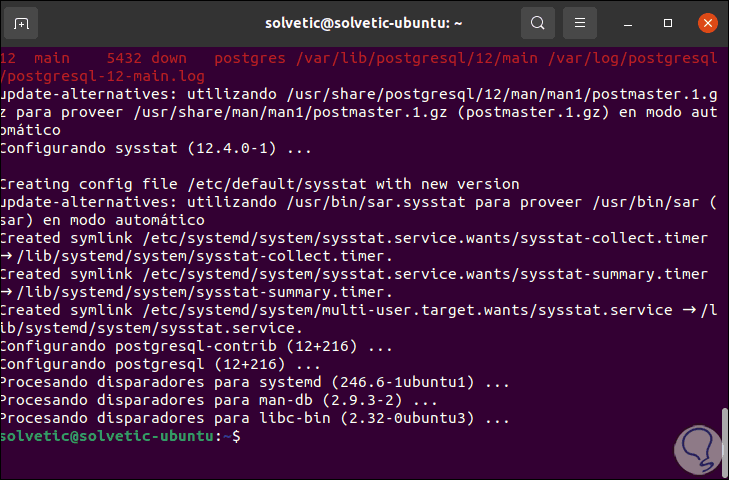 solvetic@solvetic-ubuntu: ~
12  main    5432 down   postgres /var/lib/postgresql/12/main /var/log/postgresql
/postgresql-12-main.log
update-alternatives: utilizando /usr/share/postgresql/12/man/man1/postmaster.1.g
z para proveer /usr/share/man/man1/postmaster.1.gz (postmaster.1.gz) en modo aut
omático
Configurando sysstat (12.4.0-1) ...

Creating config file /etc/default/sysstat with new version
update-alternatives: utilizando /usr/bin/sar.sysstat para proveer /usr/bin/sar (
sar) en modo automático
Created symlink /etc/systemd/system/sysstat.service.wants/sysstat-collect.timer
→ /lib/systemd/system/sysstat-collect.timer.
Created symlink /etc/systemd/system/sysstat.service.wants/sysstat-summary.timer
→ /lib/systemd/system/sysstat-summary.timer.
Created symlink /etc/systemd/system/multi-user.target.wants/sysstat.service → /l
ib/systemd/system/sysstat.service.
Configurando postgresql-contrib (12+216) ...
Configurando postgresql (12+216) ...
Procesando disparadores para systemd (246.6-1ubuntu1) ...
Procesando disparadores para man-db (2.9.3-2) ...
Procesando disparadores para libc-bin (2.32-0ubuntu3) ...
solvetic@solvetic-ubuntu:~$